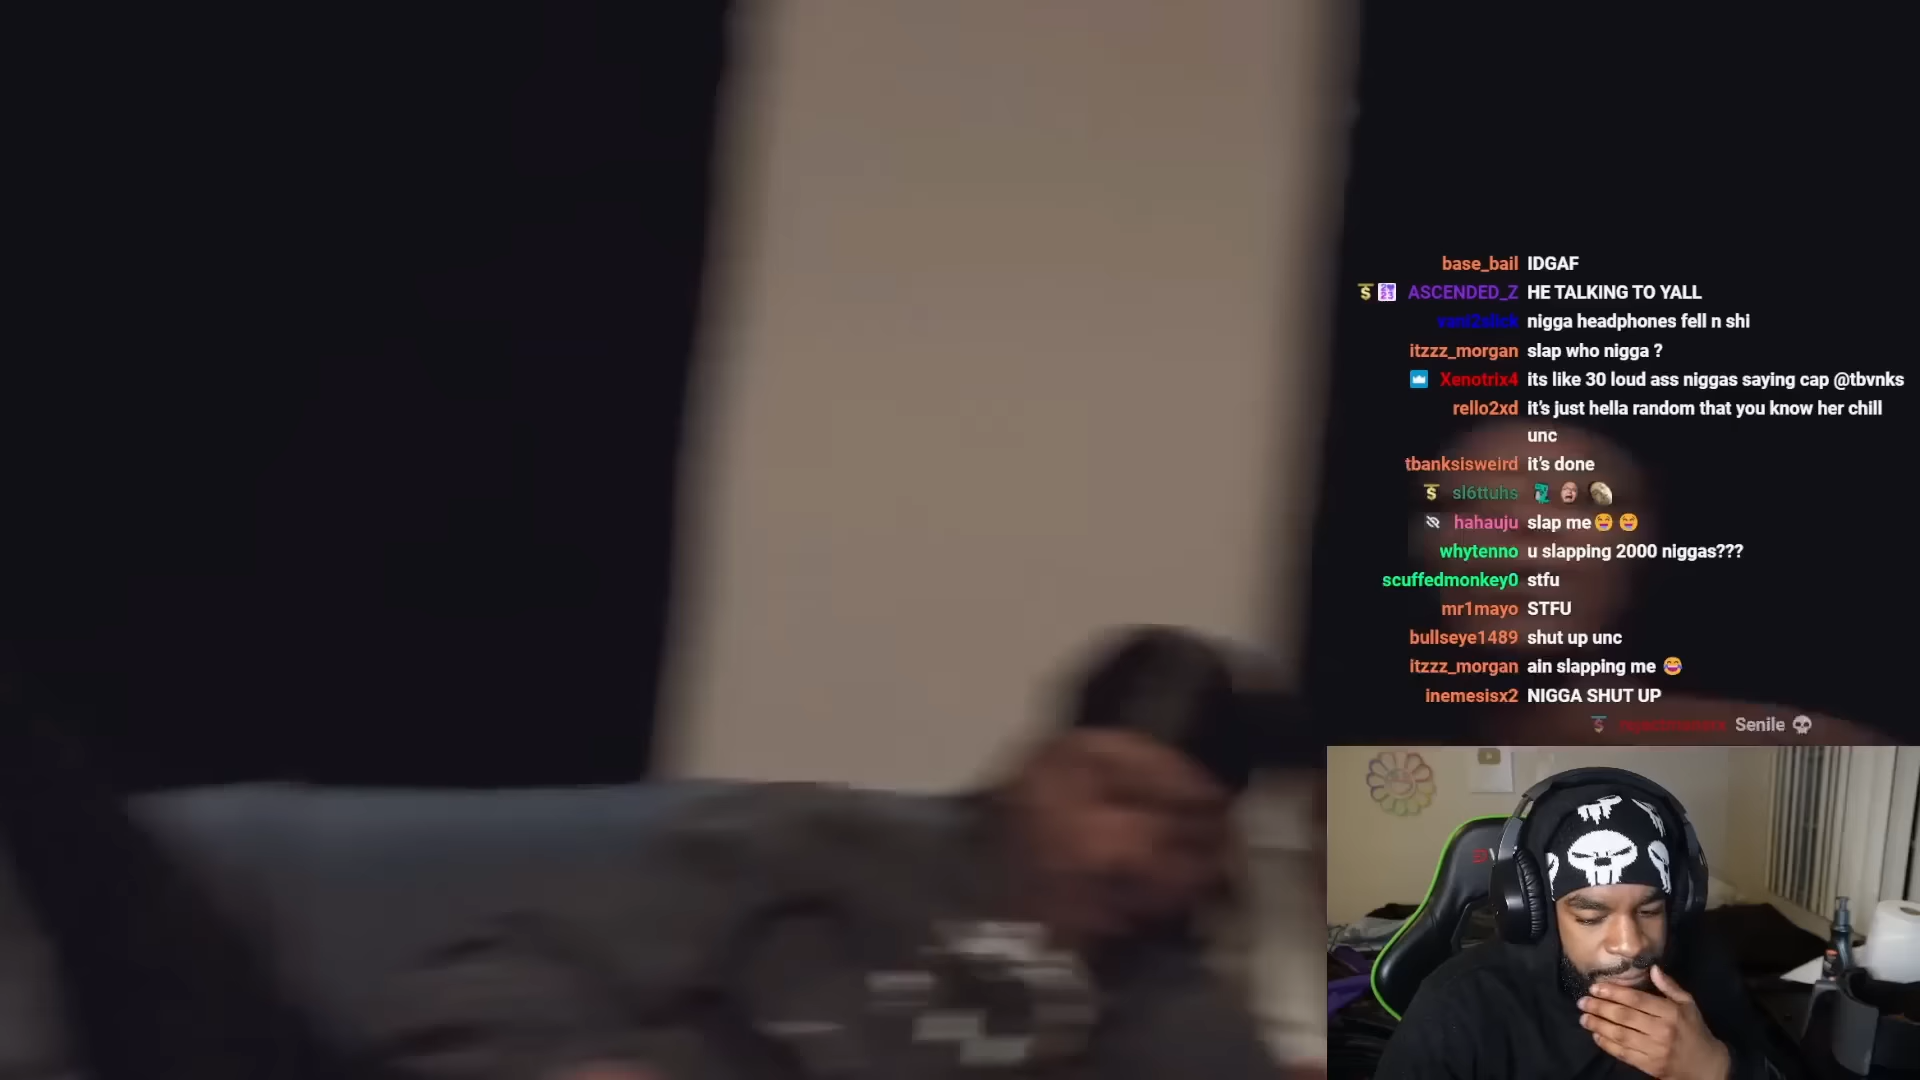 base_bail IDGAF
ASCENDED_Z HE TALKING TO YALL
vani2slick nigga headphones fell n shi
itzzz_morgan slap who nigga ?
Xenotrix4 its like 30 loud ass niggas saying cap @tbvnks
rello2xd it’s just hella random that you know her chill
unc
tbanksisweird it’s done
sl6ttuhs
hahauju slap me😄 😆
whytenno u slapping 2000 niggas???
scuffedmonkey0 stfu
mr1mayo STFU
bullseye1489 shut up unc
itzzz_morgan ain slapping me 😂
inemesisx2 NIGGA SHUT UP
Senile 💀